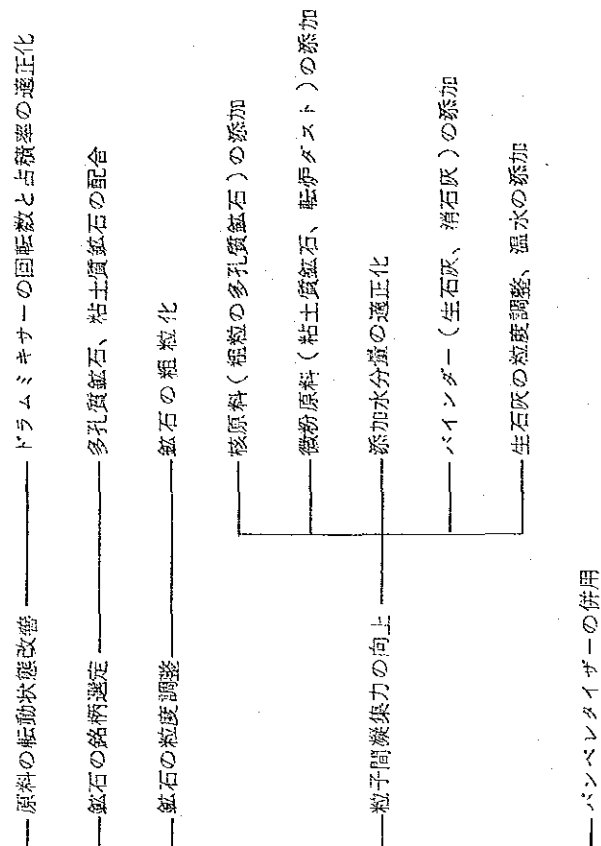 原料の転動状態改善
ドラムミキサーの回転数と占積率の適正化
鉱石の銘柄選定
多孔質鉱石、粘土質鉱石の配合
鉱石の粒度調整
鉱石の粗粒化
粒子間凝集力の向上
核原料(粗粒の多孔質鉱石)の添加
微粉原料(粘土質鉱石、転炉ダスト)の添加
添加水分量の適正化
バインダー(生石灰、消石灰)の添加
生石灰の粒度調整、温水の添加
パンペレタイザーの併用